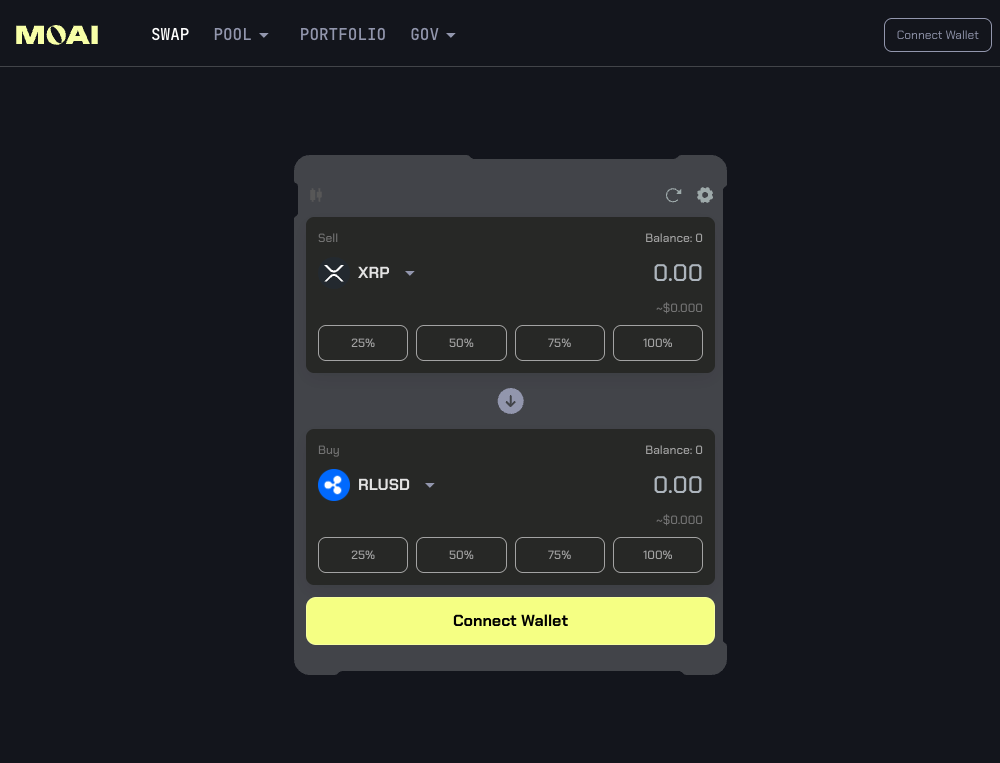 MOAI SWAP POOL PORTFOLIO GOV Connect Wallet
Sell Balance: 0
XRP 0.00
~$0.000
25% 50% 75% 100%
Buy Balance: 0
RLUSD 0.00
~$0.000
25% 50% 75% 100%
Connect Wallet